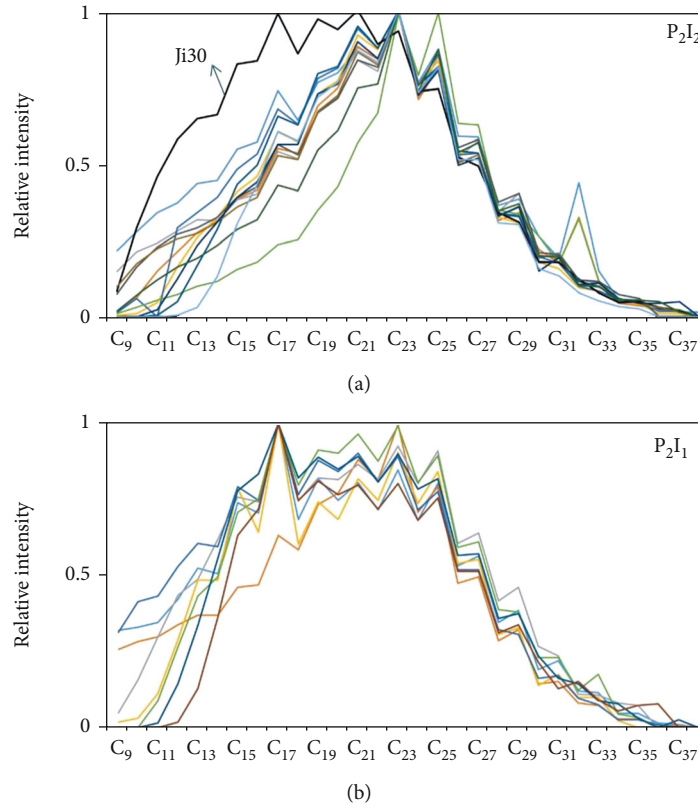 1
P₂I₂
Ji30
Relative intensity
0.5
0
C₉ C₁₁ C₁₃ C₁₅ C₁₇ C₁₉ C₂₁ C₂₃ C₂₅ C₂₇ C₂₉ C₃₁ C₃₃ C₃₅ C₃₇
(a)
1
P₂I₁
Relative intensity
0.5
0
C₉ C₁₁ C₁₃ C₁₅ C₁₇ C₁₉ C₂₁ C₂₃ C₂₅ C₂₇ C₂₉ C₃₁ C₃₃ C₃₅ C₃₇
(b)